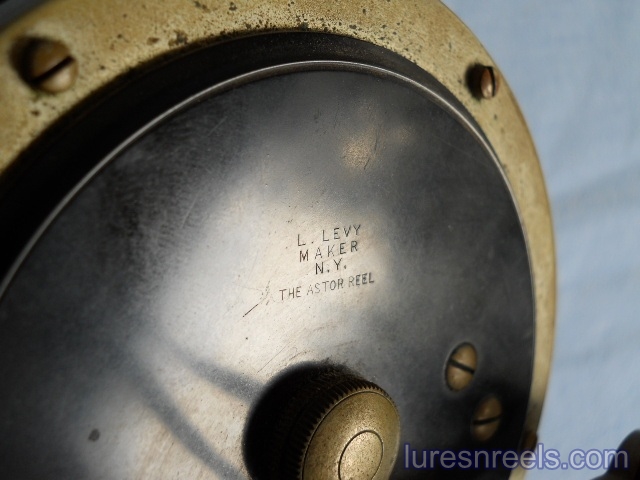 L. LEVY
MAKER
N.Y.
THE ASTOR REEL
luresnreels.com